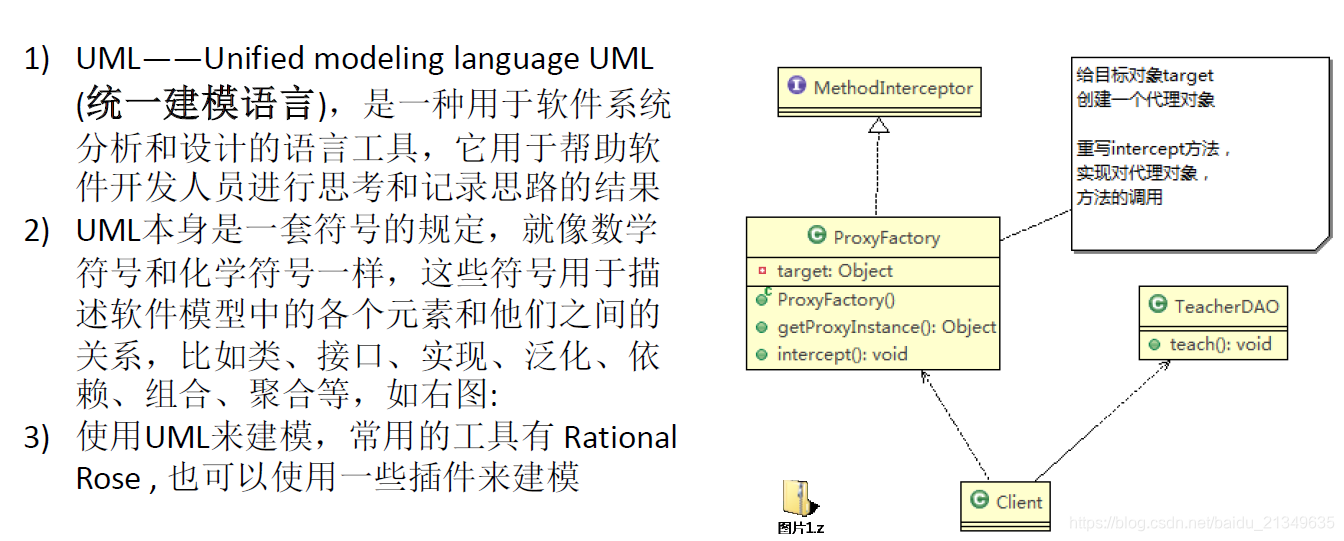 1) UML——Unified modeling language UML
(统一建模语言)，是一种用于软件系统
分析和设计的语言工具，它用于帮助软
件开发人员进行思考和记录思路的结果
2) UML本身是一套符号的规定，就像数学
符号和化学符号一样，这些符号用于描
述软件模型中的各个元素和他们之间的
关系，比如类、接口、实现、泛化、依
赖、组合、聚合等，如右图:
3) 使用UML来建模，常用的工具有 Rational
Rose , 也可以使用一些插件来建模
I MethodInterceptor
给目标对象target
创建一个代理对象
重写intercept方法，
实现对代理对象，
方法的调用
C ProxyFactory
target: Object
C ProxyFactory()
getProxyInstance(): Object
intercept(): void
C TeacherDAO
teach(): void
C Client
图片1.z
https://blog.csdn.net/baidu_21349635